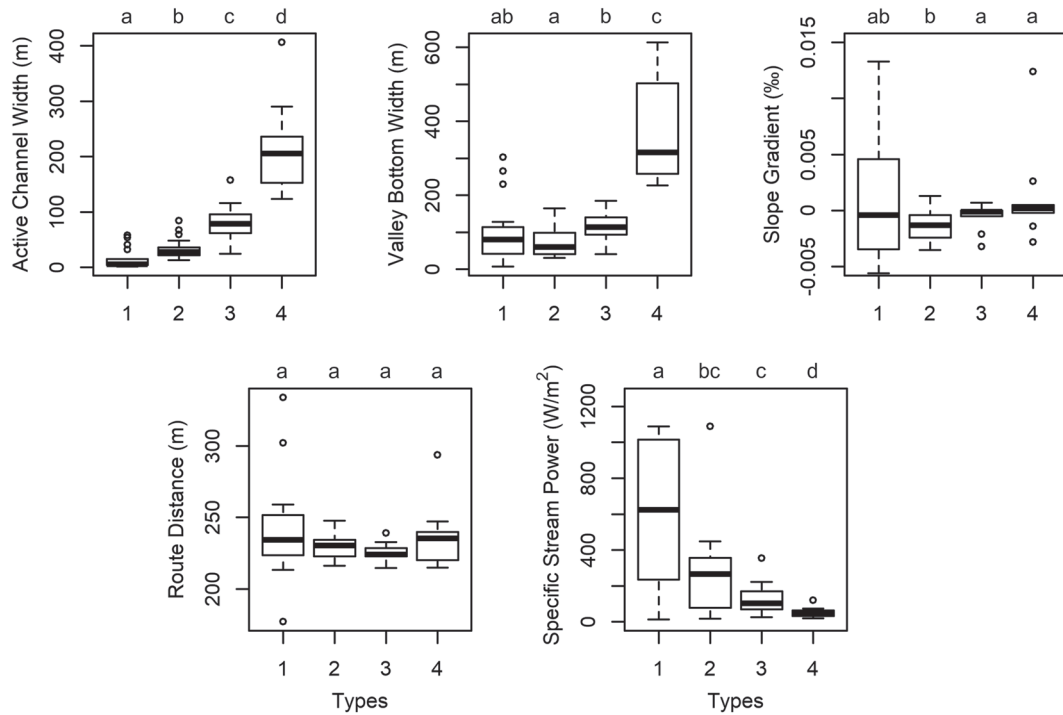 a b c d
Active Channel Width (m)
400
300
200
100
0
1 2 3 4
ab a b c
Valley Bottom Width (m)
600
400
200
0
1 2 3 4
ab b a a
Slope Gradient (‰)
0.015
0.005
0
-0.005
1 2 3 4
a a a a
Route Distance (m)
300
250
200
1 2 3 4
Types
a bc c d
Specific Stream Power (W/m²)
1200
800
400
0
1 2 3 4
Types